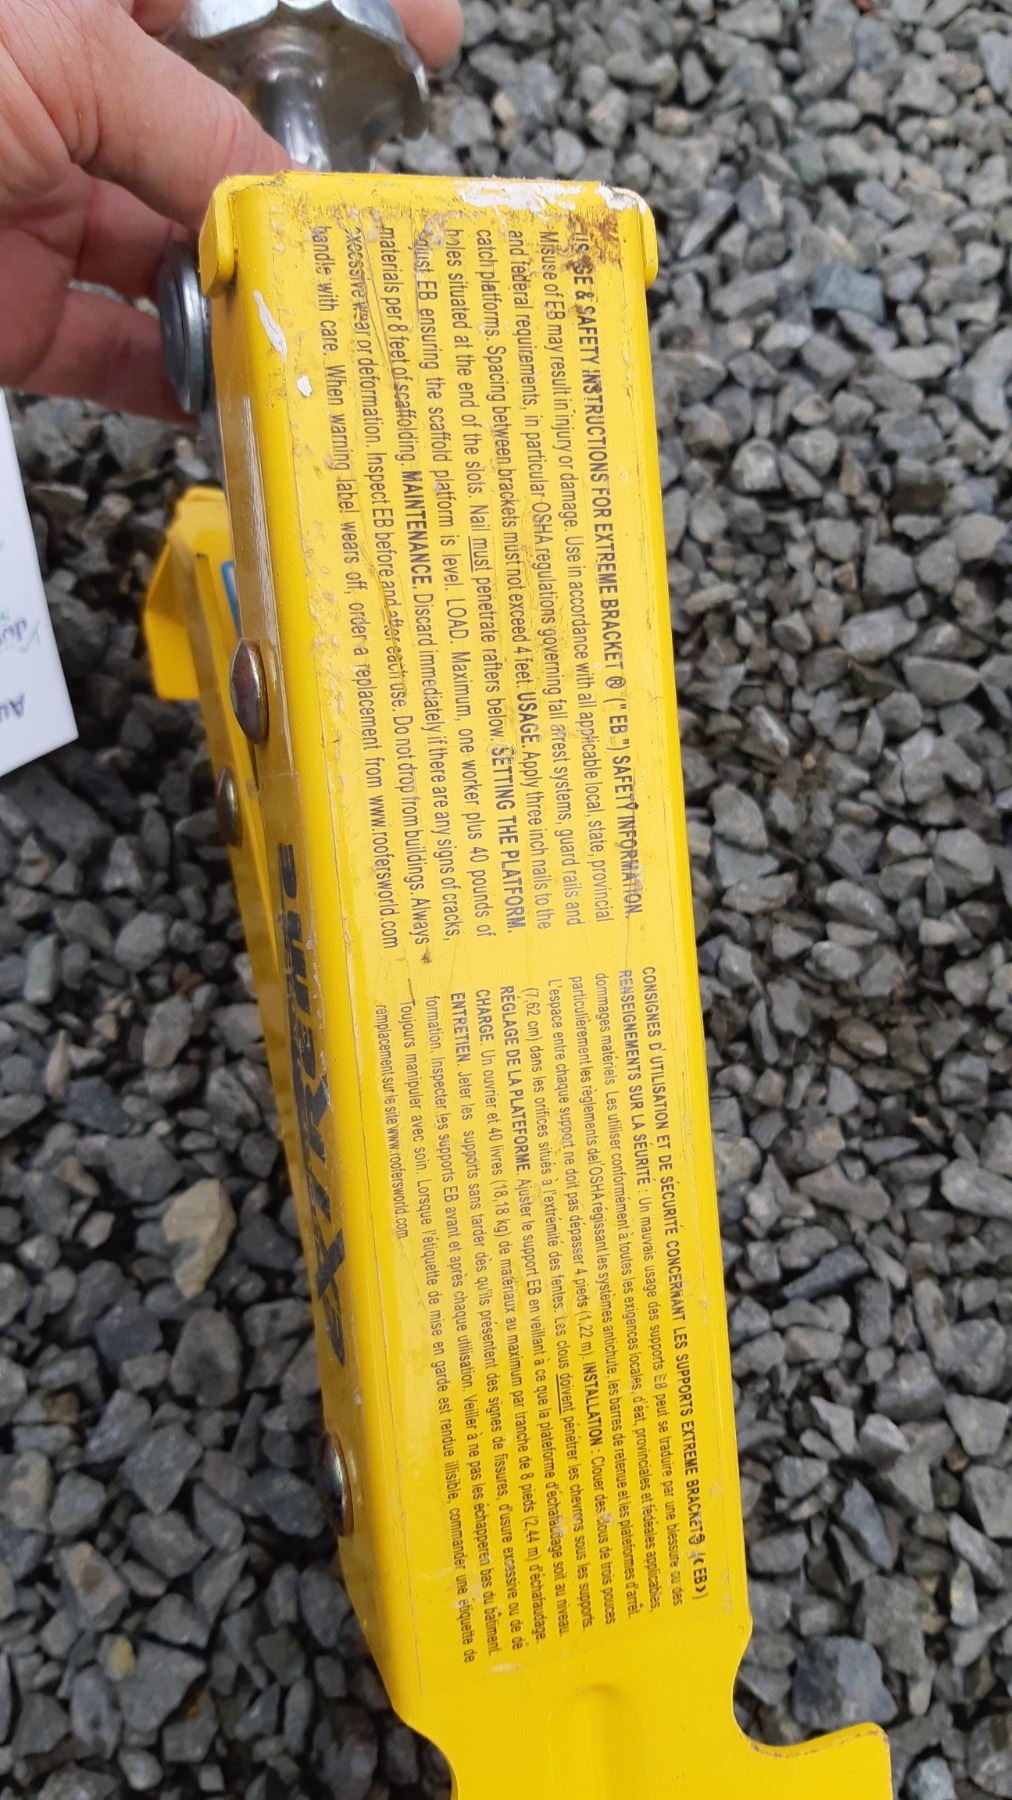 USAGE & SAFETY INSTRUCTIONS FOR EXTREME BRACKET ® (" EB ") SAFETY INFORMATION.
Misuse of EB may result in injury or damage. Use in accordance with all applicable local, state, provincial
and federal requirements, in particular OSHA regulations governing fall arrest systems, guard rails and
catch platforms. Spacing between brackets must not exceed 4 feet. USAGE. Apply three inch nails to the
holes situated at the end of the slots. Nail must penetrate rafters below. SETTING THE PLATFORM.
Adjust EB ensuring the scaffold platform is level. LOAD. Maximum, one worker plus 40 pounds of
materials per 8 feet of scaffolding. MAINTENANCE. Discard immediately if there are any signs of cracks,
excessive wear or deformation. Inspect EB before and after each use. Do not drop from buildings. Always
handle with care. When warning label wears off, order a replacement from www.roofersworld.com
CONSIGNES D' UTILISATION ET DE SÉCURITÉ CONCERNANT LES SUPPORTS EXTREME BRACKET® (« EB »)
RENSEIGNEMENTS SUR LA SÉURITÉ : Un mauvais usage des supports EB peut se traduire par une blessure ou des
dommages matériels. Les utiliser conformément à toutes les exigences locales, d'état, provinciales et fédéales applicables,
particulièrement les règlements de l'OSHA régissant les systèmes antichute, les barres de retenue et les plateformes d'arrêt.
L'espace entre chaque support ne doit pas dépasser 4 pieds (1,22 m). INSTALLATION : Clouer des clous de trois pouces
(7,62 cm) dans les orifices situés à l'extrémité des fentes. Les clous doivent pénétrer les chevrons sous les supports.
RÉGLAGE DE LA PLATEFORME. Ajuster le support EB en veillant à ce que la plateforme d'échafaudage soit au niveau.
CHARGE. Un ouvrier et 40 livres (18,18 kg) de matériaux au maximum par tranche de 8 pieds (2,44 m) d'échafaudage.
ENTRETIEN. Jeter les supports sans tarder dès qu'ils présentent des signes de fissures, d'usure excessive ou de dé
formation. Inspecter les supports EB avant et après chaque utilisation. Veiller à ne pas les échapperen bas du bâtiment.
Toujours manipuler avec soin. Lorsque l'étiquette de mise en garde est rendue illisible, commander une étiquette de
remplacement sur le site www.roofersworld.com